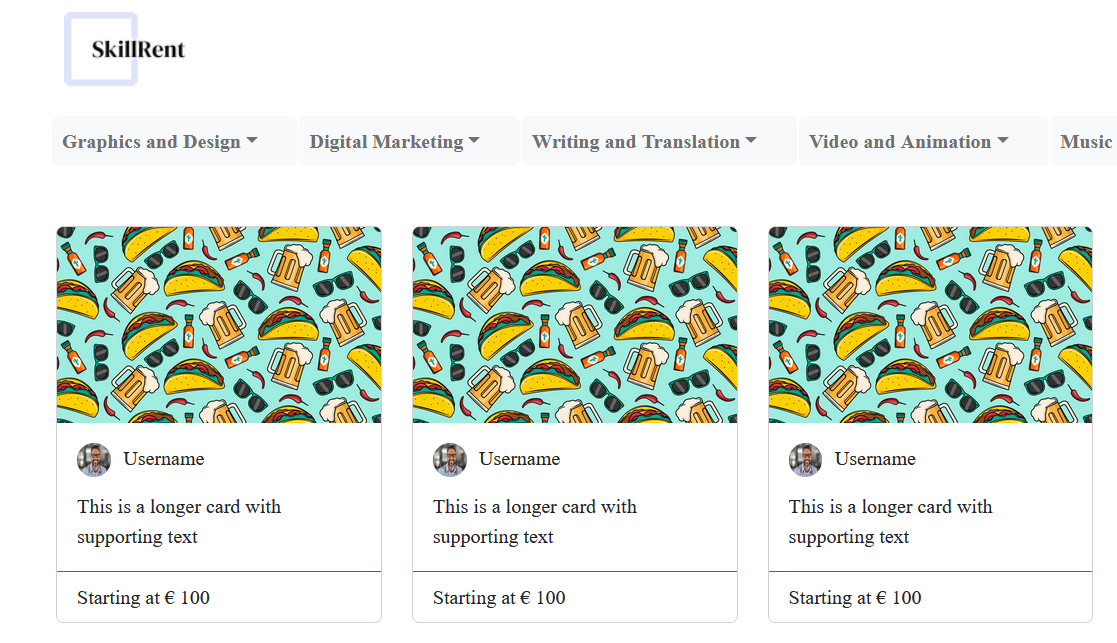 SkillRent
Graphics and Design Digital Marketing Writing and Translation Video and Animation Music
Username Username Username
This is a longer card with This is a longer card with This is a longer card with
supporting text supporting text supporting text
Starting at € 100 Starting at € 100 Starting at € 100